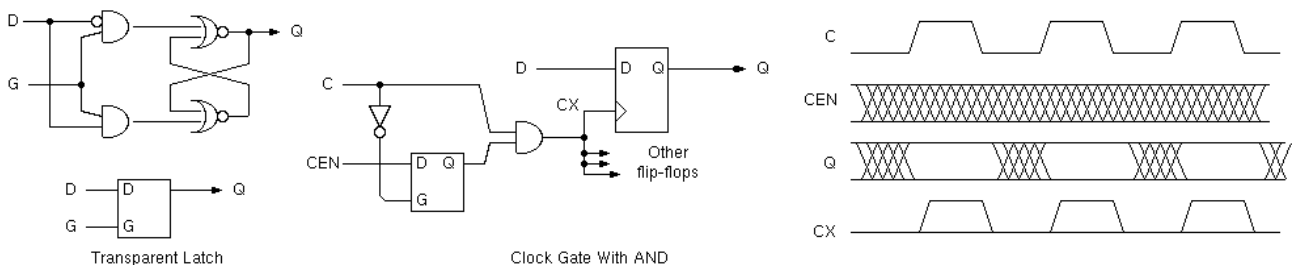 D
Q
G
D
D
Q
G
G
Transparent Latch
D
D
Q
Q
C
CX
CEN
D
Q
G
Other
flip-flops
Clock Gate With AND
C
CEN
Q
CX